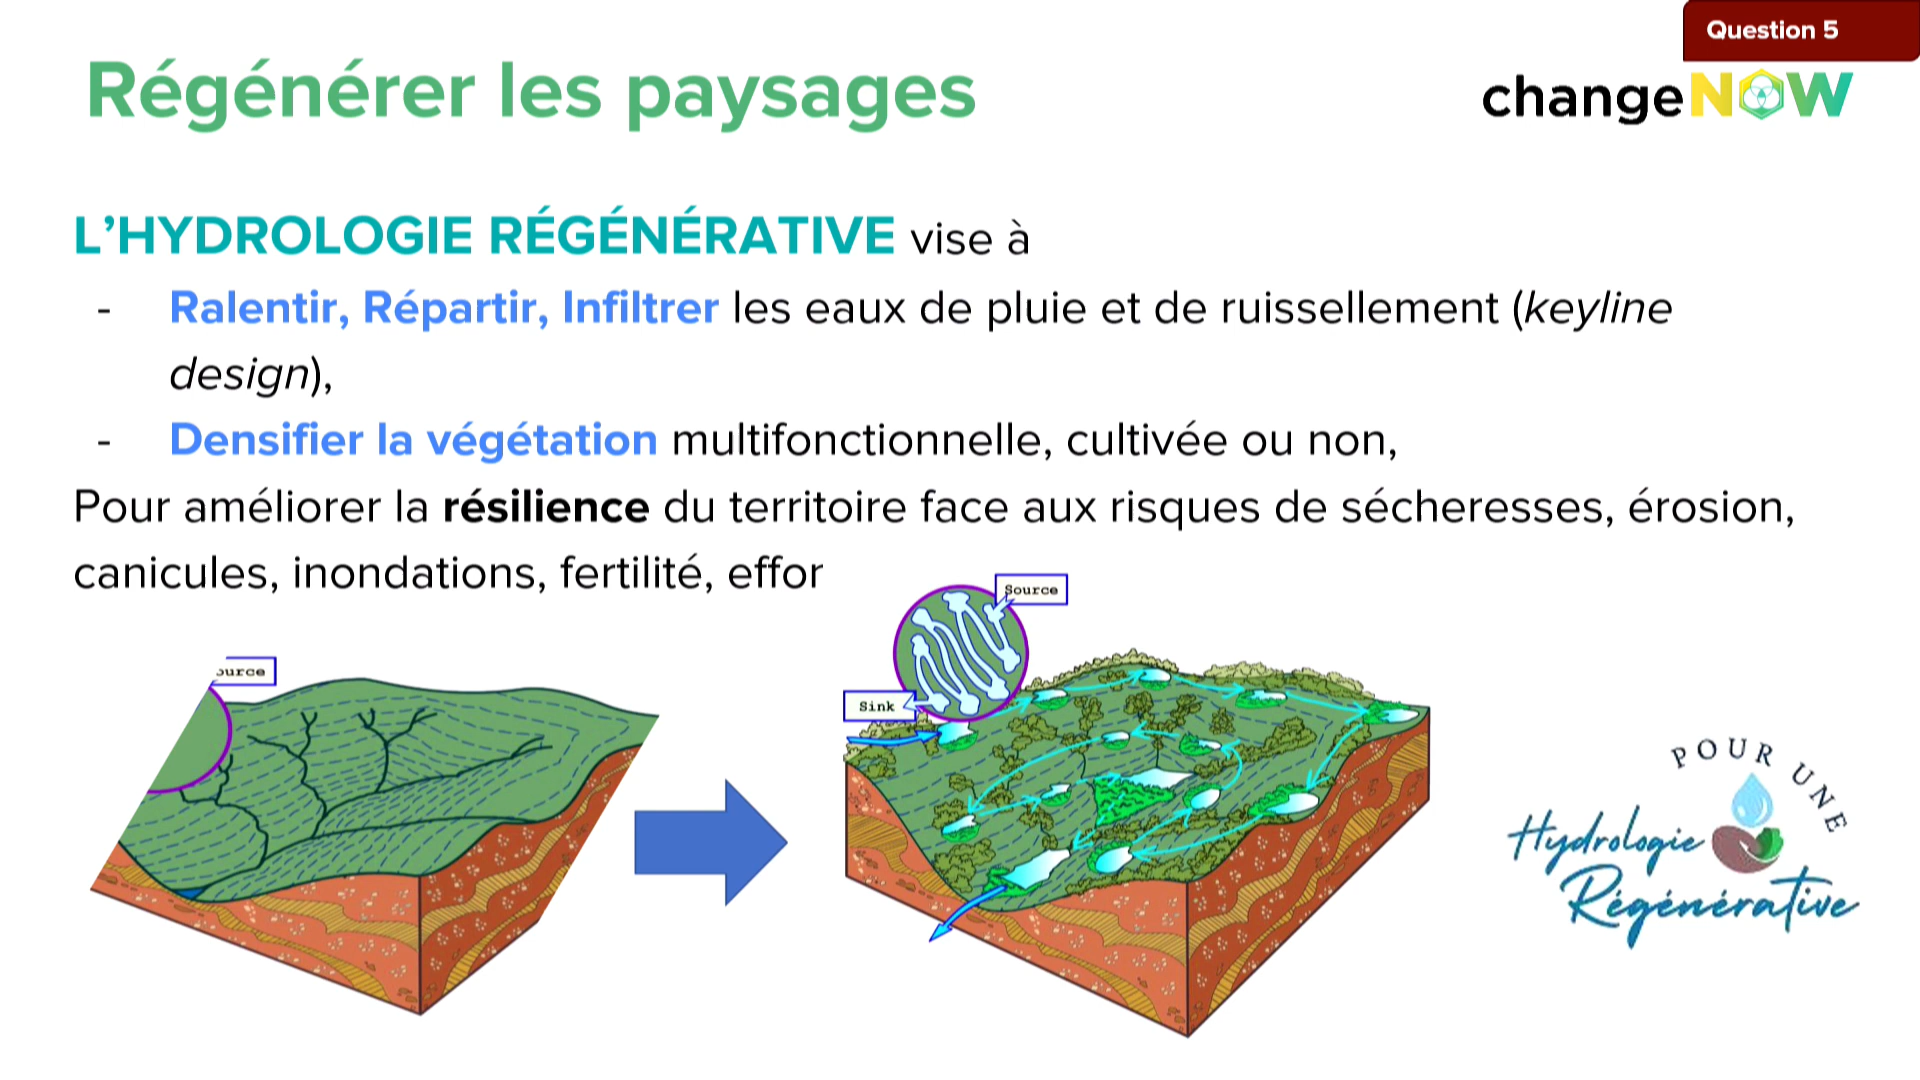 Question 5
Régénérer les paysages
changeNOW
L’HYDROLOGIE RÉGÉNÉRATIVE vise à
- Ralentir, Répartir, Infiltrer les eaux de pluie et de ruissellement (keyline
design),
- Densifier la végétation multifonctionnelle, cultivée ou non,
Pour améliorer la résilience du territoire face aux risques de sécheresses, érosion,
canicules, inondations, fertilité, effor
Source
ource
Sink
POUR UNE
Hydrologie
Régénérative